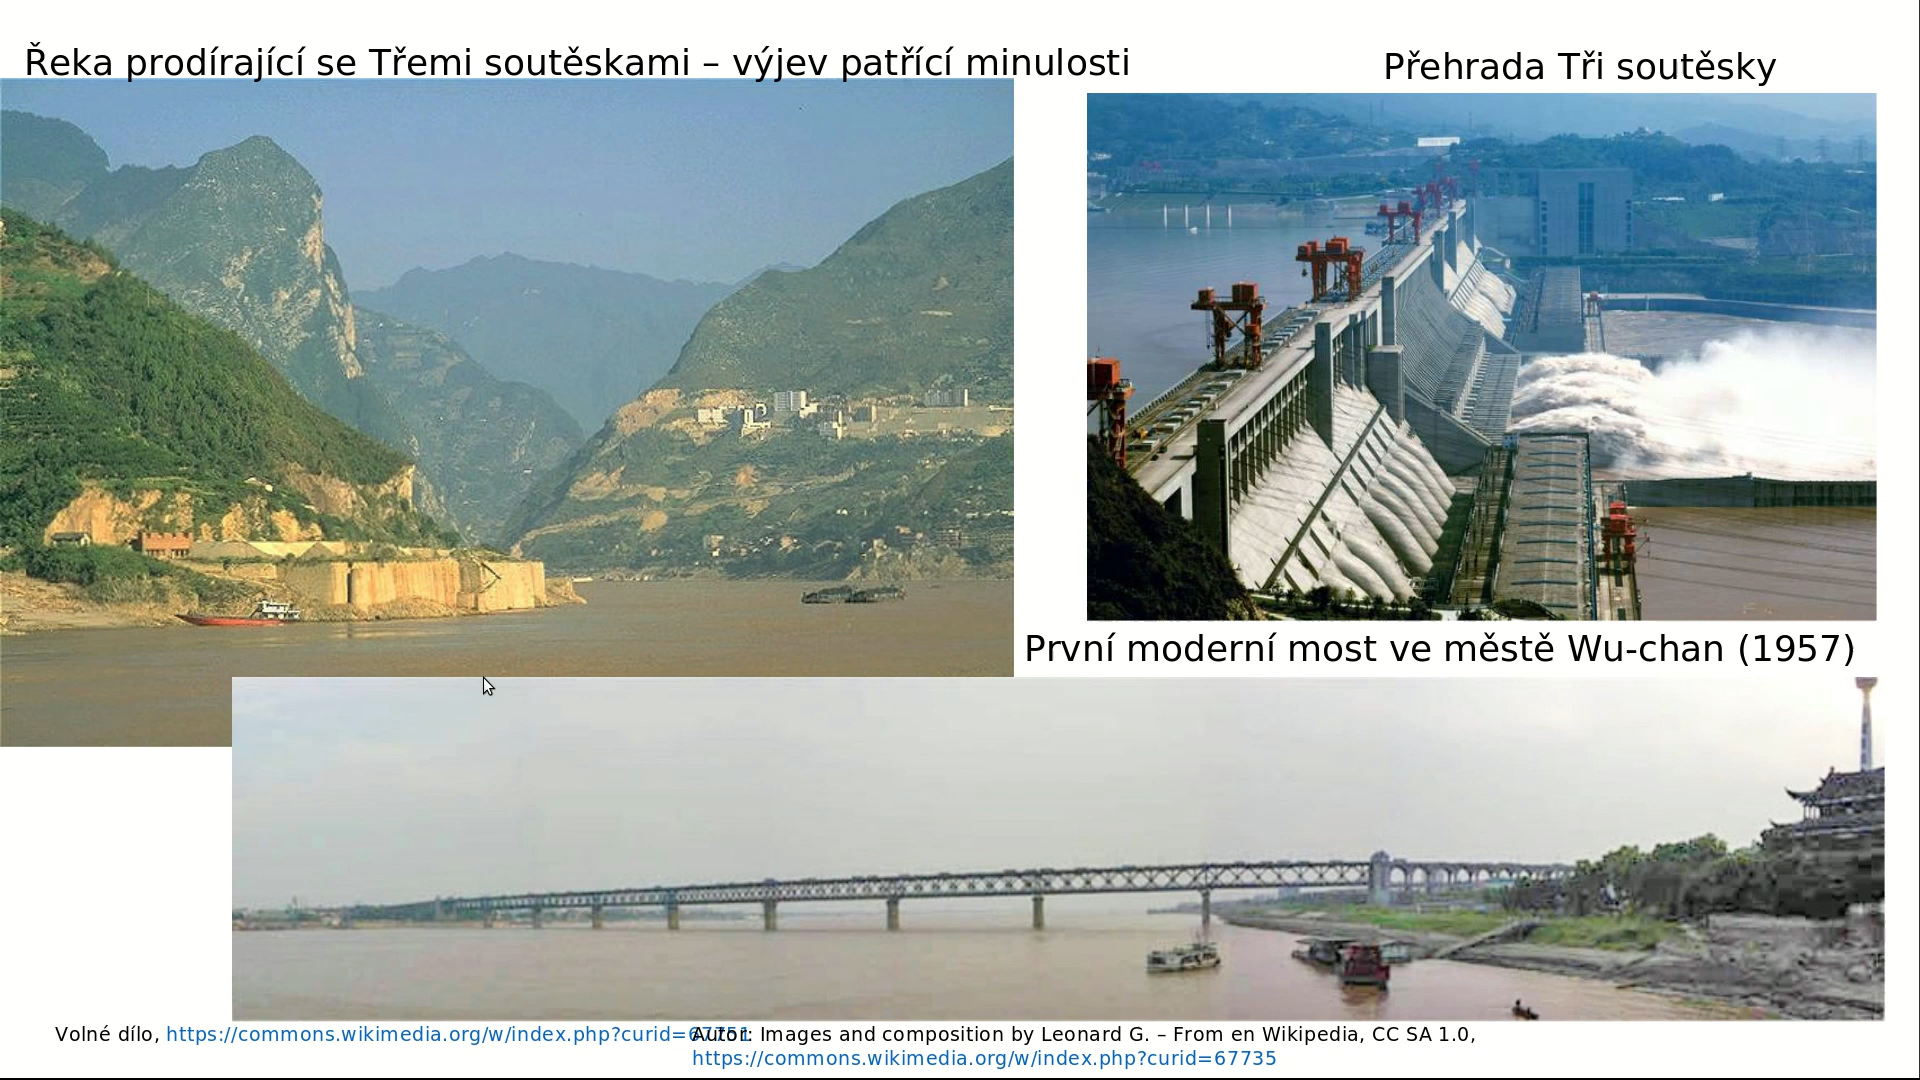 Řeka prodírající se Třemi soutěskami – výjev patřící minulosti
Přehrada Tři soutěsky
První moderní most ve městě Wu-chan (1957)
Volné dílo, https://commons.wikimedia.org/w/index.php?curid=67751
Autor: Images and composition by Leonard G. – From en Wikipedia, CC SA 1.0,
https://commons.wikimedia.org/w/index.php?curid=67735